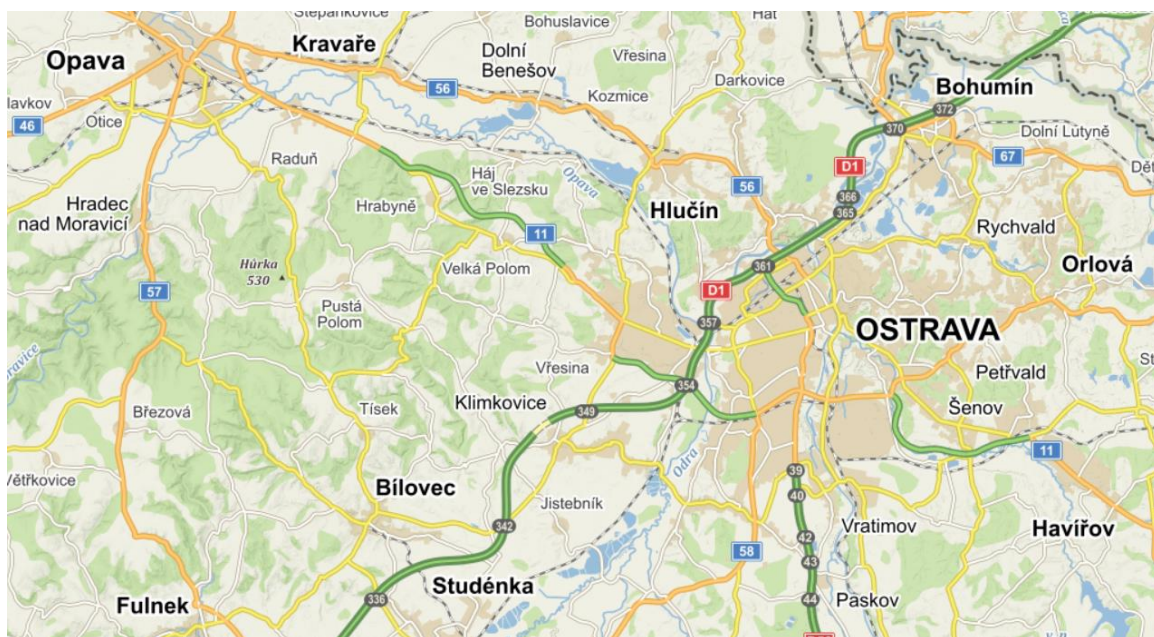 Štěpánkovice
Bohuslavice
Hať
Opava
Kravaře
Dolní
Benešov
Vřesina
Darkovice
Bohumín
56
Kozmice
372
370
46
Otice
Dolní Lutyně
67
Raduň
Háj
ve Slezsku
Opava
D1
56
366
365
Hradec
nad Moravicí
Hrabyně
Hlučín
Rychvald
11
Hůrka
530
Velká Polom
361
Orlová
57
D1
Pustá
Polom
357
OSTRAVA
Vřesina
354
Petřvald
Březová
Tísek
Klimkovice
349
Šenov
11
Odra
Větřkovice
39
Bílovec
40
Jistebník
342
Vratimov
42
Havířov
58
43
Studénka
Fulnek
336
44
Paskov